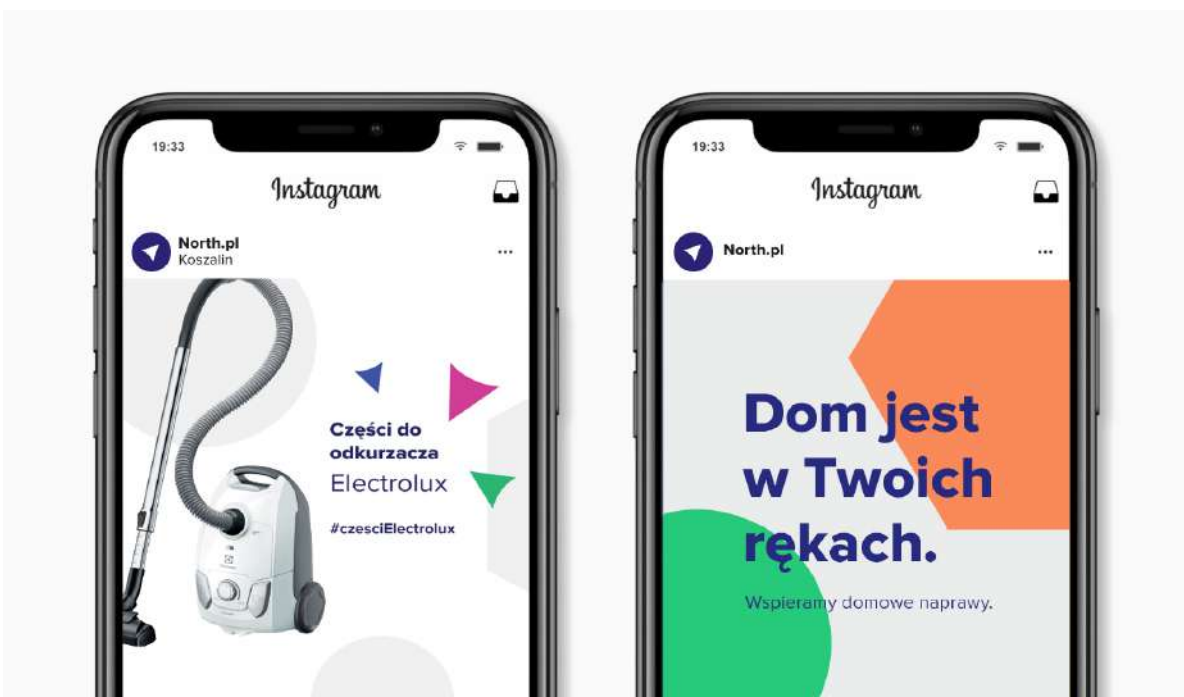 19:33
Instagram
North.pl
Koszalin
...
Części do
odkurzacza
Electrolux
#czesciElectrolux
19:33
Instagram
North.pl
...
Dom jest
w Twoich
rękach.
Wspieramy domowe naprawy.